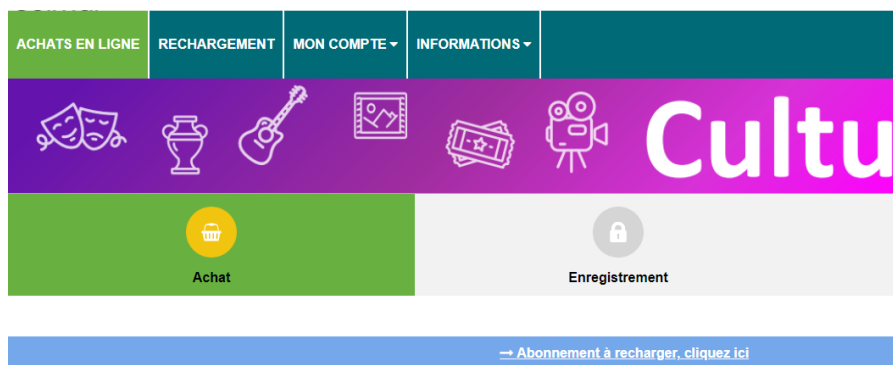 ACHATS EN LIGNE RECHARGEMENT MON COMPTE INFORMATIONS
Cultu
Achat Enregistrement
→ Abonnement à recharger, cliquez ici